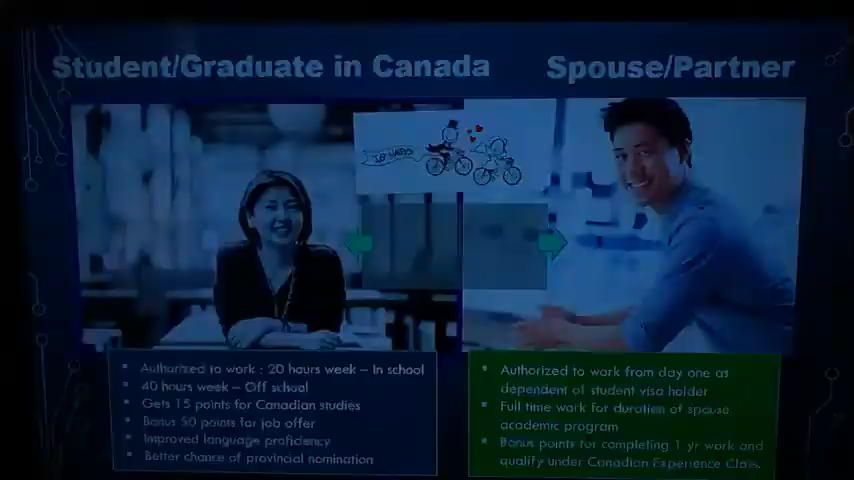 Student/Graduate in Canada
Spouse/Partner
Authorized to work : 20 hours week – In school
40 hours week – Off school
Gets 15 points for Canadian studies
Bonus 50 points for job offer
Improved language proficiency
Better chance of provincial nomination
Authorized to work from day one as
dependent of student visa holder
Full time work for duration of spouse
academic program
Bonus points for completing 1 yr work and
qualify under Canadian Experience Class.